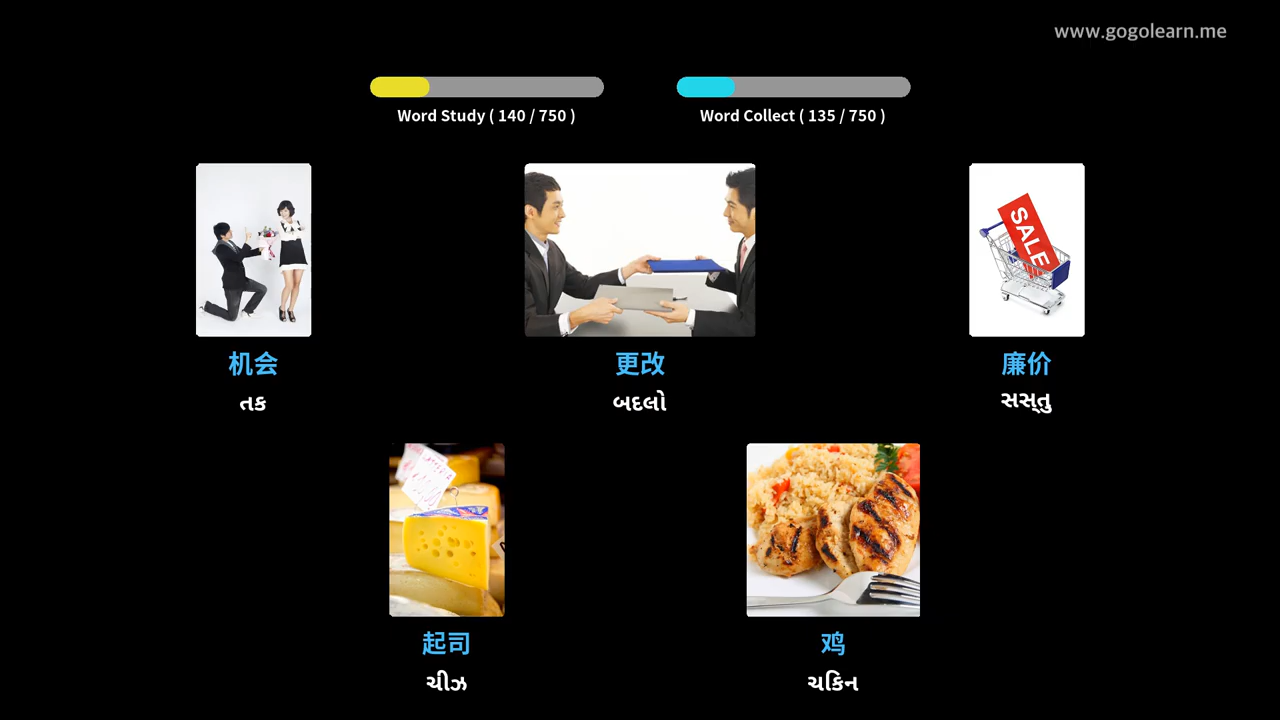 www.gogolearn.me
Word Study ( 140 / 750 )
Word Collect ( 135 / 750 )
SALE
机会
તક
更改
બદલો
廉价
સસ્તુ
起司
ચીઝ
鸡
ચકિન